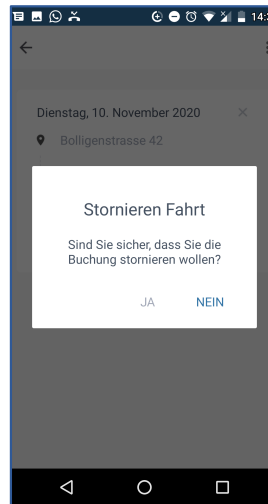 14:3
Dienstag, 10. November 2020
Bolligenstrasse 42
Stornieren Fahrt
Sind Sie sicher, dass Sie die
Buchung stornieren wollen?
JA NEIN